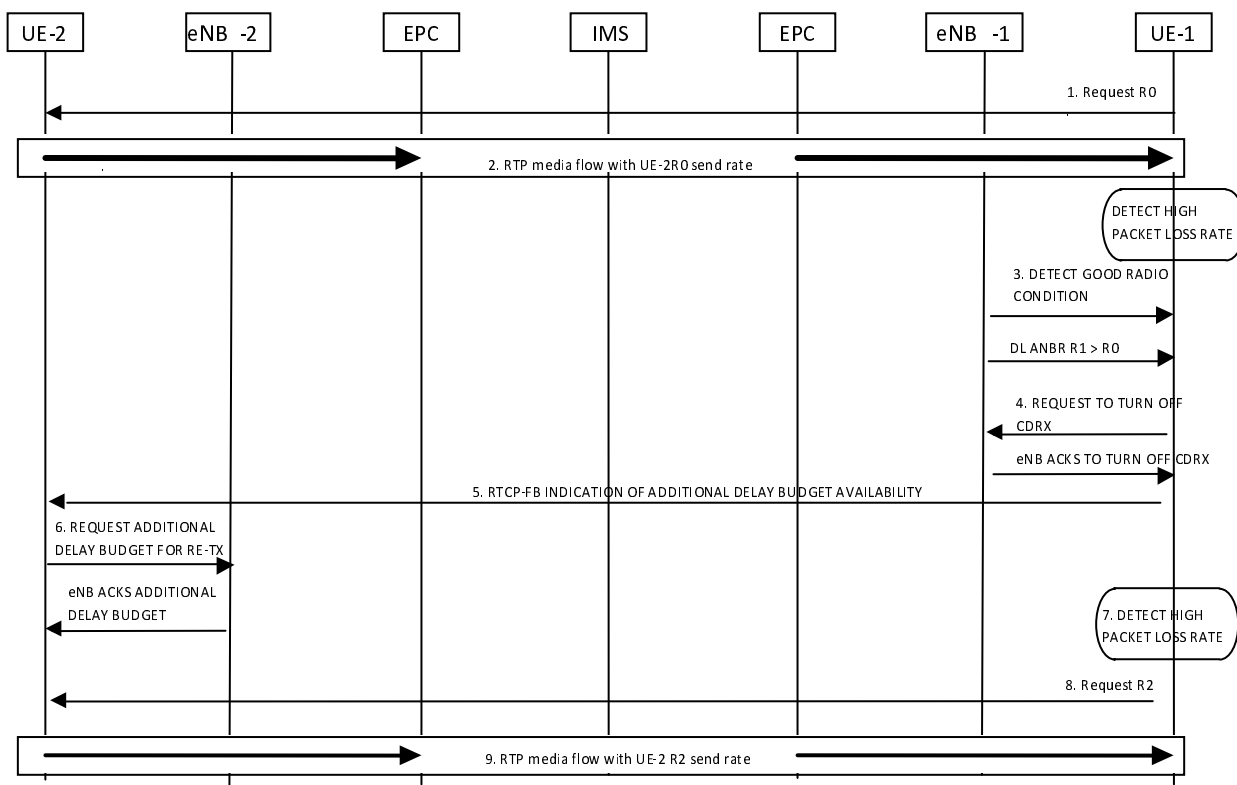 UE-2
eNB -2
EPC
IMS
EPC
eNB -1
UE-1
1. Request R0
2. RTP media flow with UE-2R0 send rate
DETECT HIGH
PACKET LOSS RATE
3. DETECT GOOD RADIO
CONDITION
DL ANBR R1 > R0
4. REQUEST TO TURN OFF
CDRX
eNB ACKS TO TURN OFF CDRX
5. RTCP-FB INDICATION OF ADDITIONAL DELAY BUDGET AVAILABILITY
6. REQUEST ADDITIONAL
DELAY BUDGET FOR RE-TX
eNB ACKS ADDITIONAL
DELAY BUDGET
7. DETECT HIGH
PACKET LOSS RATE
8. Request R2
9. RTP media flow with UE-2 R2 send rate